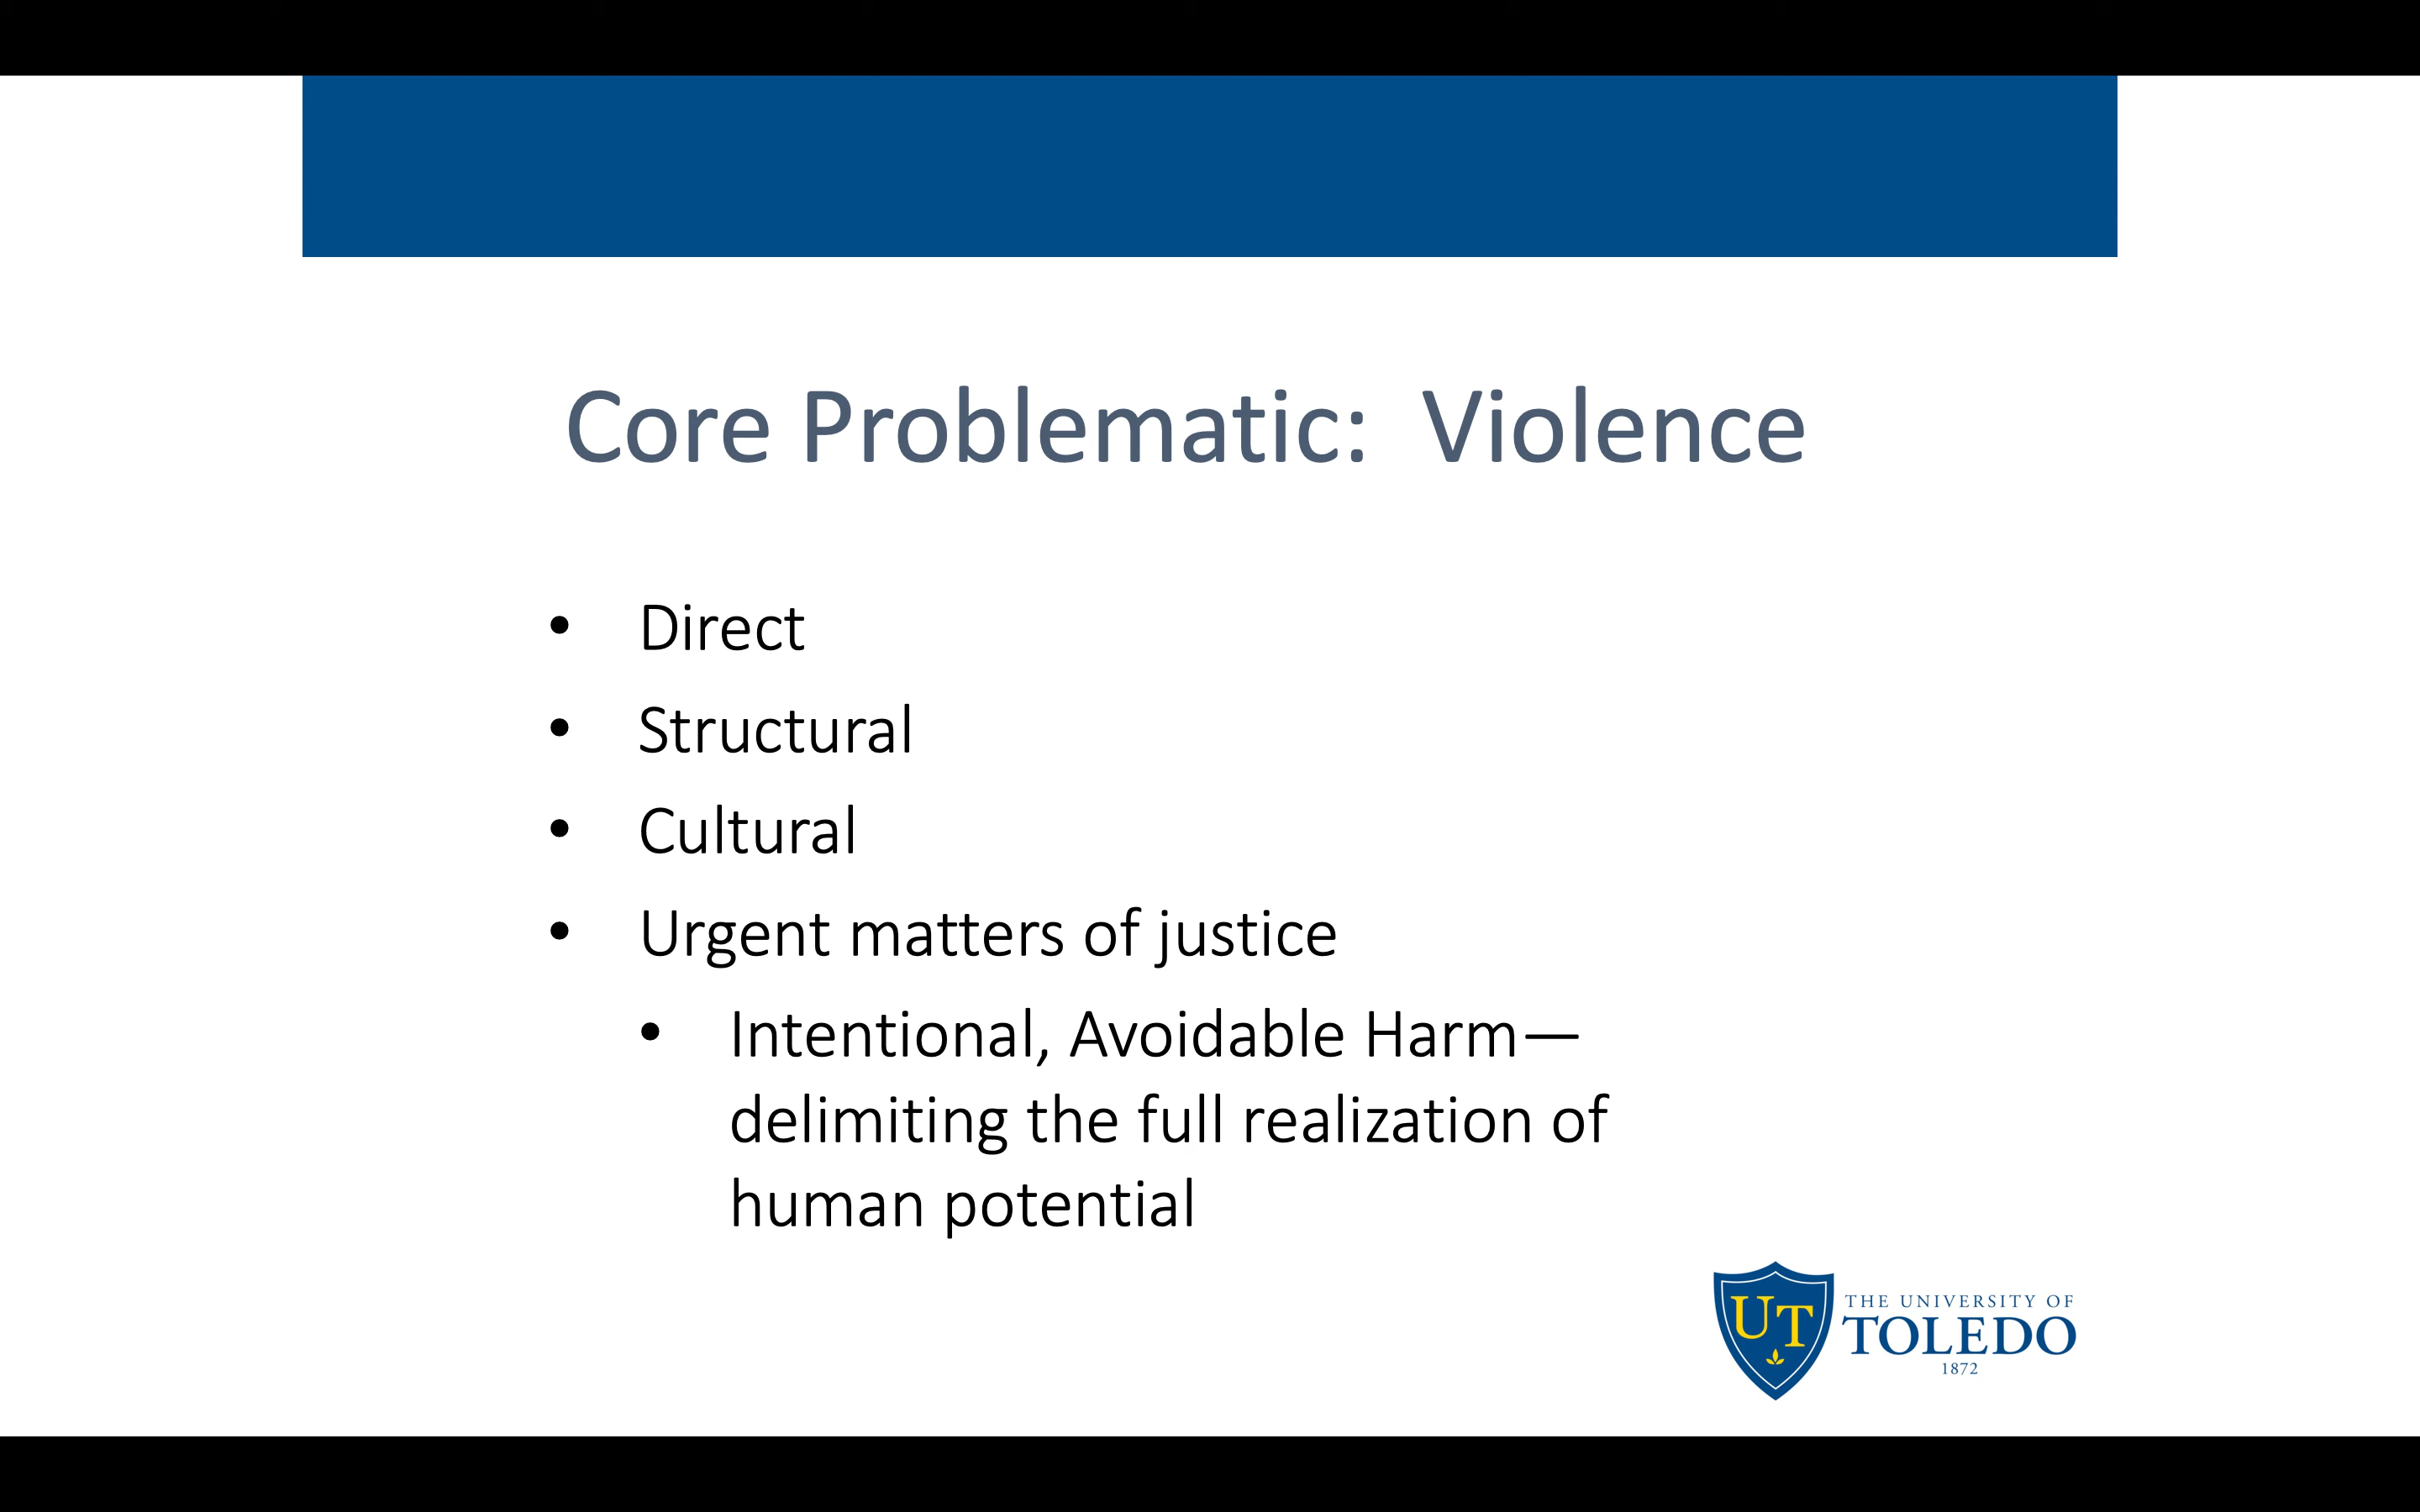 Core Problematic:  Violence
• Direct
• Structural
• Cultural
• Urgent matters of justice
• Intentional, Avoidable Harm—
delimiting the full realization of
human potential
UT
THE UNIVERSITY OF
TOLEDO
1872